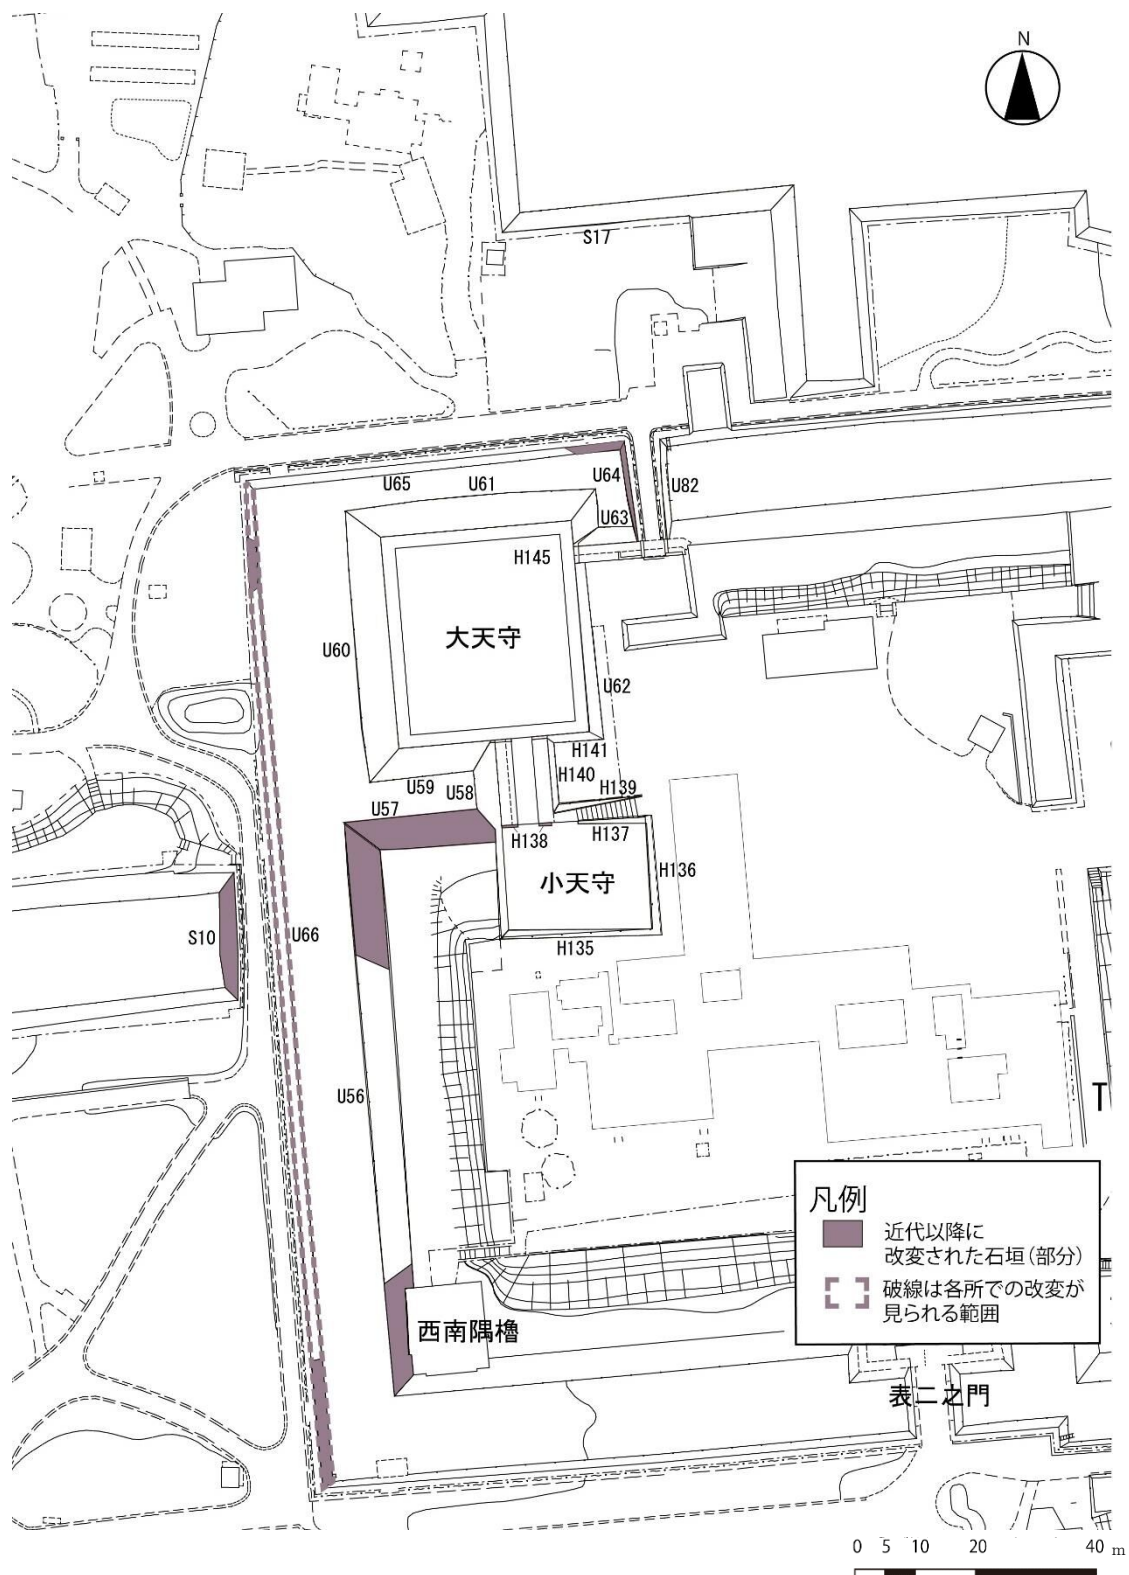 N
S17
U65
U61
U64
U82
U63
H145
大天守
U60
U62
H141
H140
U59
U58
H139
U57
H138
H137
H136
小天守
S10
U66
H135
U56
T
凡例
近代以降に
改変された石垣(部分)
破線は各所での改変が
見られる範囲
西南隅櫓
表二之門
0 5 10 20 40 m